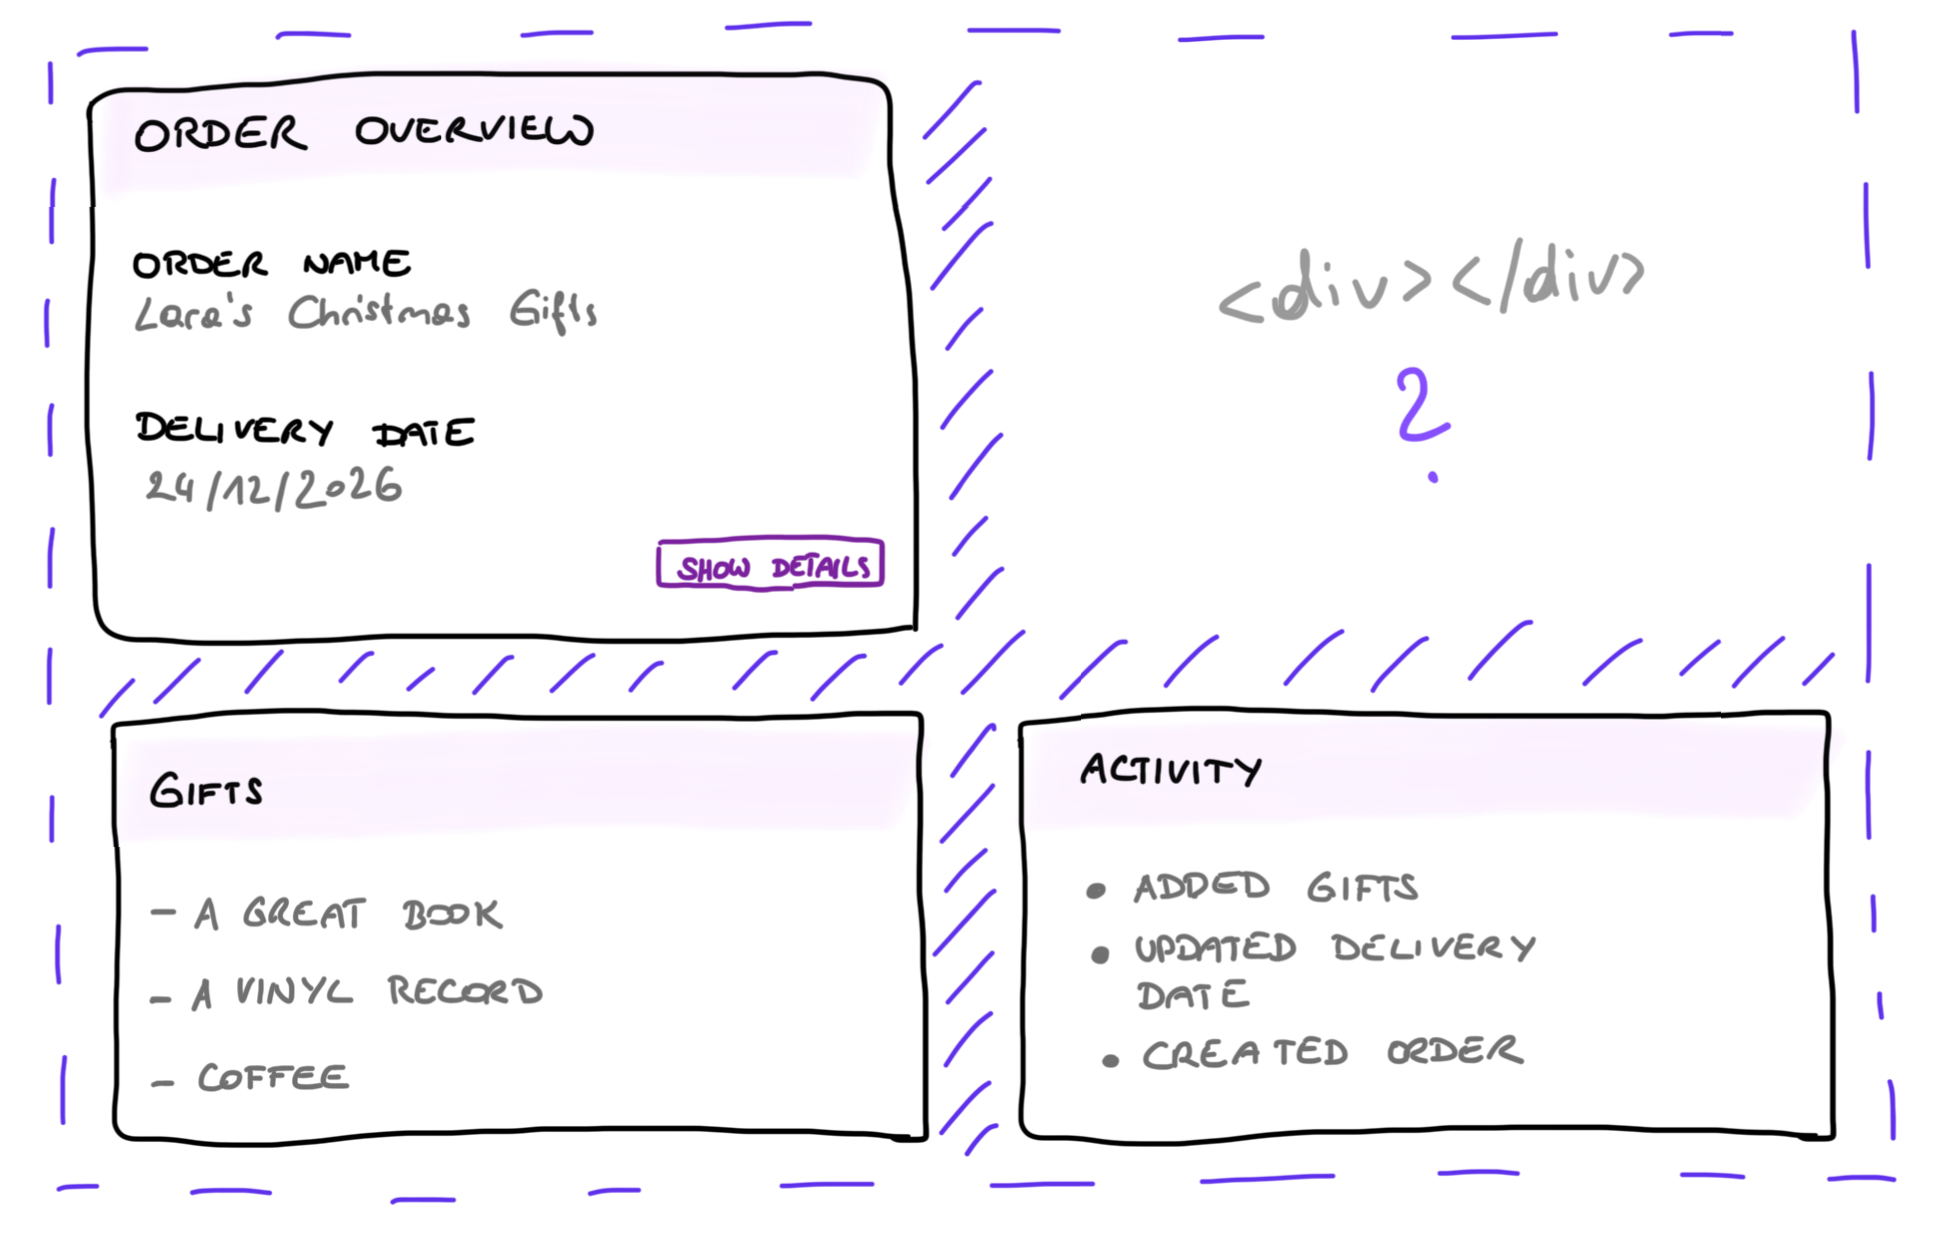 ORDER OVERVIEW
ORDER NAME
Lara's Christmas Gifts
DELIVERY DATE
24/12/2026
SHOW DETAILS
<div></div>
?
GIFTS
- A GREAT BOOK
- A VINYL RECORD
- COFFEE
ACTIVITY
• ADDED GIFTS
• UPDATED DELIVERY
DATE
• CREATED ORDER